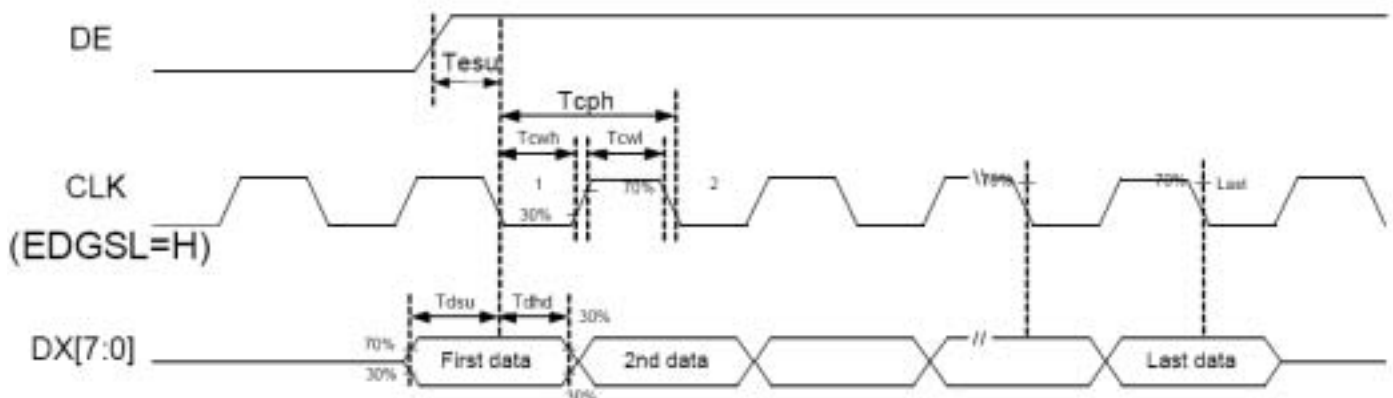 DE
Tesu
Tcph
Tcwh Tcwl
CLK 1 70% 2 70% 70% Last
30%
(EDGSL=H)
Tdsu Tdhd
30%
DX[7:0] 70% First data 2nd data // Last data
30%
30%